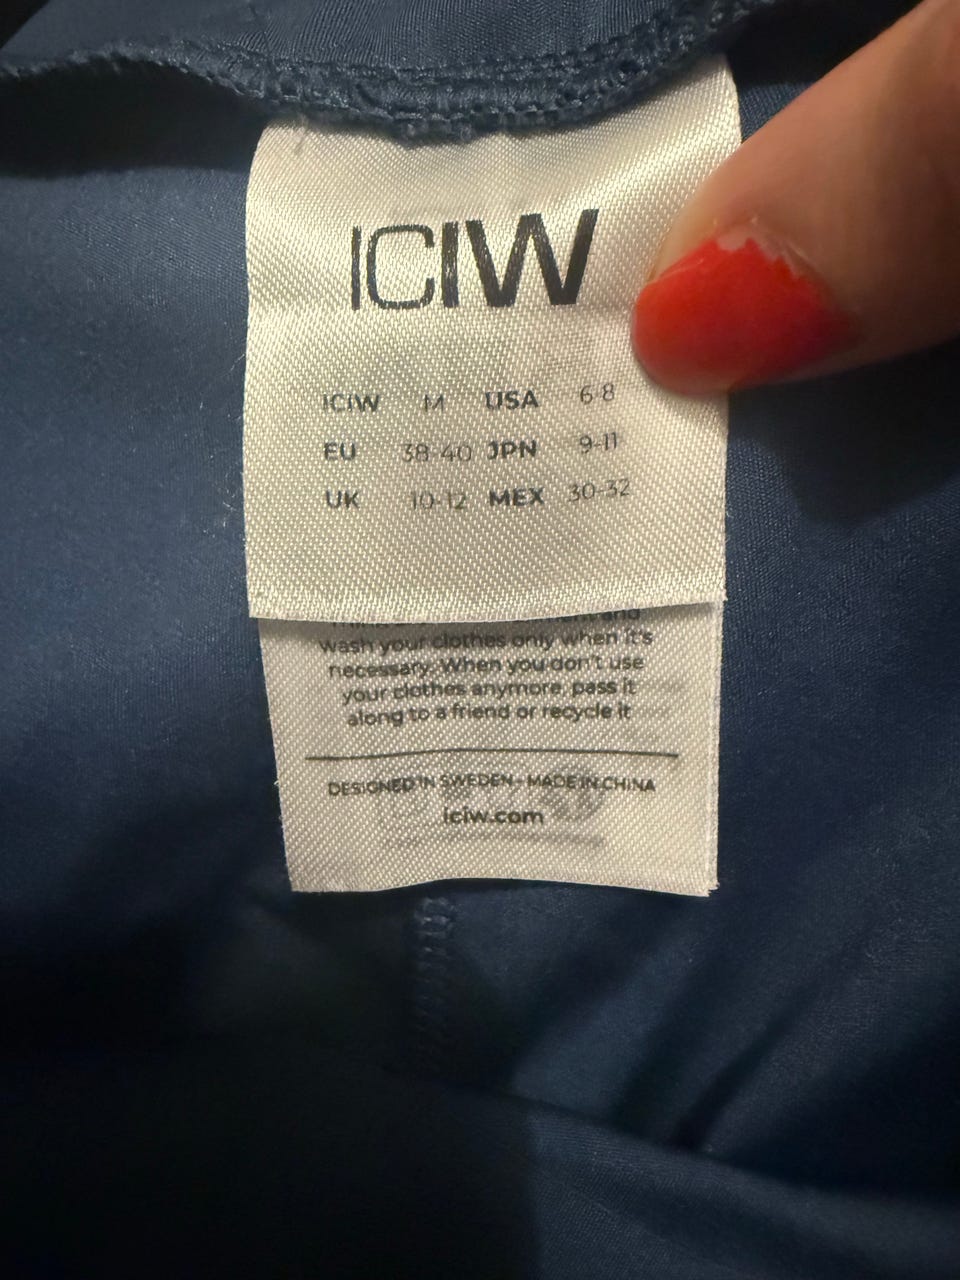 ICIW
ICIW M USA 6-8
EU 38-40 JPN 9-11
UK 10-12 MEX 30-32
and
wash your clothes only when it's
necessary. When you don't use
your clothes anymore, pass it
along to a friend or recycle it
DESIGNED IN SWEDEN - MADE IN CHINA
iciw.com